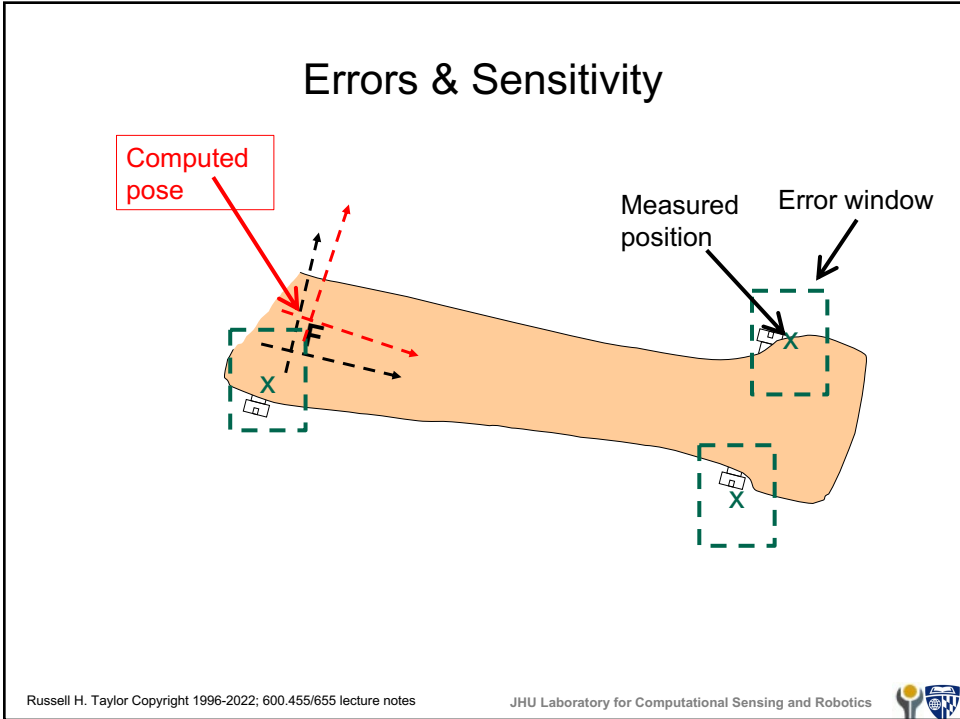 Errors & Sensitivity
Computed
pose
Measured
position
Error window
F
x
x
x
Russell H. Taylor Copyright 1996-2022; 600.455/655 lecture notes
JHU Laboratory for Computational Sensing and Robotics